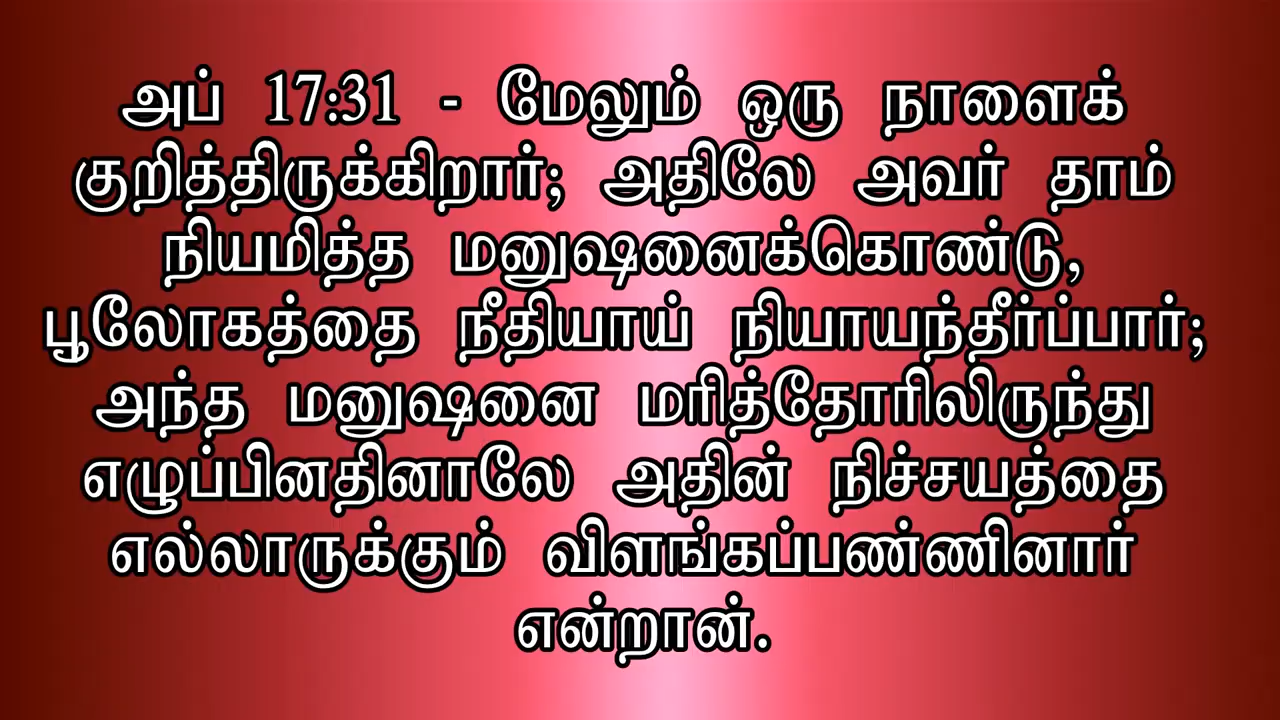 அப் 17:31 - மேலும் ஒரு நாளைக்
குறித்திருக்கிறார்; அதிலே அவர் தாம்
நியமித்த மனுஷனைக்கொண்டு,
பூலோகத்தை நீதியாய் நியாயந்தீர்ப்பார்;
அந்த மனுஷனை மரித்தோரிலிருந்து
எழுப்பினதினாலே அதின் நிச்சயத்தை
எல்லாருக்கும் விளங்கப்பண்ணினார்
என்றான்.